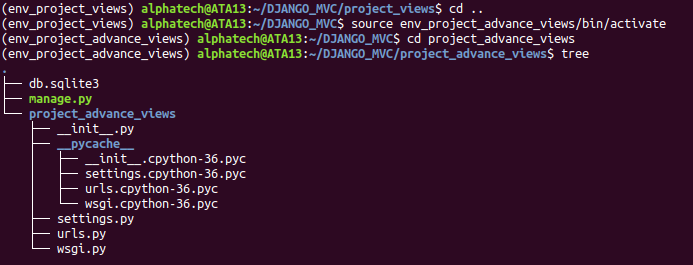 (env_project_views) alphatech@ATA13:~/DJANGO_MVC/project_views$ cd ..
(env_project_views) alphatech@ATA13:~/DJANGO_MVC$ source env_project_advance_views/bin/activate
(env_project_advance_views) alphatech@ATA13:~/DJANGO_MVC$ cd project_advance_views
(env_project_advance_views) alphatech@ATA13:~/DJANGO_MVC/project_advance_views$ tree
.
├── db.sqlite3
├── manage.py
└── project_advance_views
    ├── __init__.py
    ├── __pycache__
    │   ├── __init__.cpython-36.pyc
    │   ├── settings.cpython-36.pyc
    │   ├── urls.cpython-36.pyc
    │   └── wsgi.cpython-36.pyc
    ├── settings.py
    ├── urls.py
    └── wsgi.py